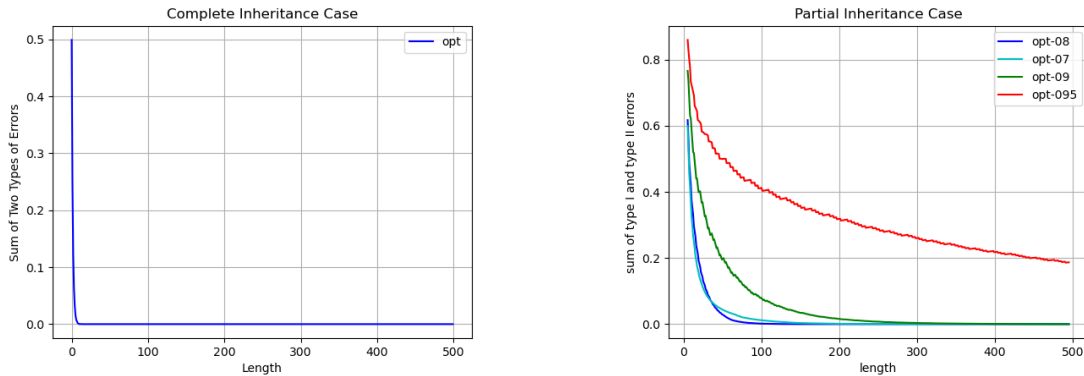 Complete Inheritance Case
Sum of Two Types of Errors
0.5
0.4
0.3
0.2
0.1
0.0
opt
0
100
200
300
400
500
Length
Partial Inheritance Case
sum of type I and type II errors
0.8
0.6
0.4
0.2
0.0
opt-08
opt-07
opt-09
opt-095
0
100
200
300
400
500
length